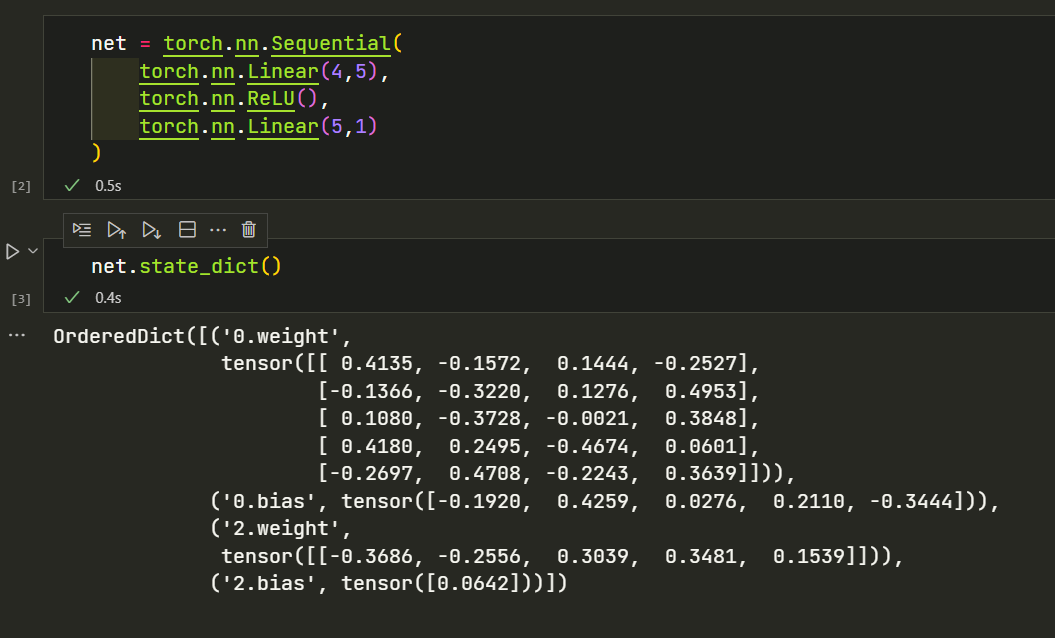 net = torch.nn.Sequential(
torch.nn.Linear(4,5),
torch.nn.ReLU(),
torch.nn.Linear(5,1)
)
[2] 0.5s
net.state_dict()
[3] 0.4s
... OrderedDict([('0.weight',
tensor([[ 0.4135, -0.1572,  0.1444, -0.2527],
[-0.1366, -0.3220,  0.1276,  0.4953],
[ 0.1080, -0.3728, -0.0021,  0.3848],
[ 0.4180,  0.2495, -0.4674,  0.0601],
[-0.2697,  0.4708, -0.2243,  0.3639]])),
('0.bias', tensor([-0.1920,  0.4259,  0.0276,  0.2110, -0.3444])),
('2.weight',
tensor([[-0.3686, -0.2556,  0.3039,  0.3481,  0.1539]])),
('2.bias', tensor([0.0642]))])